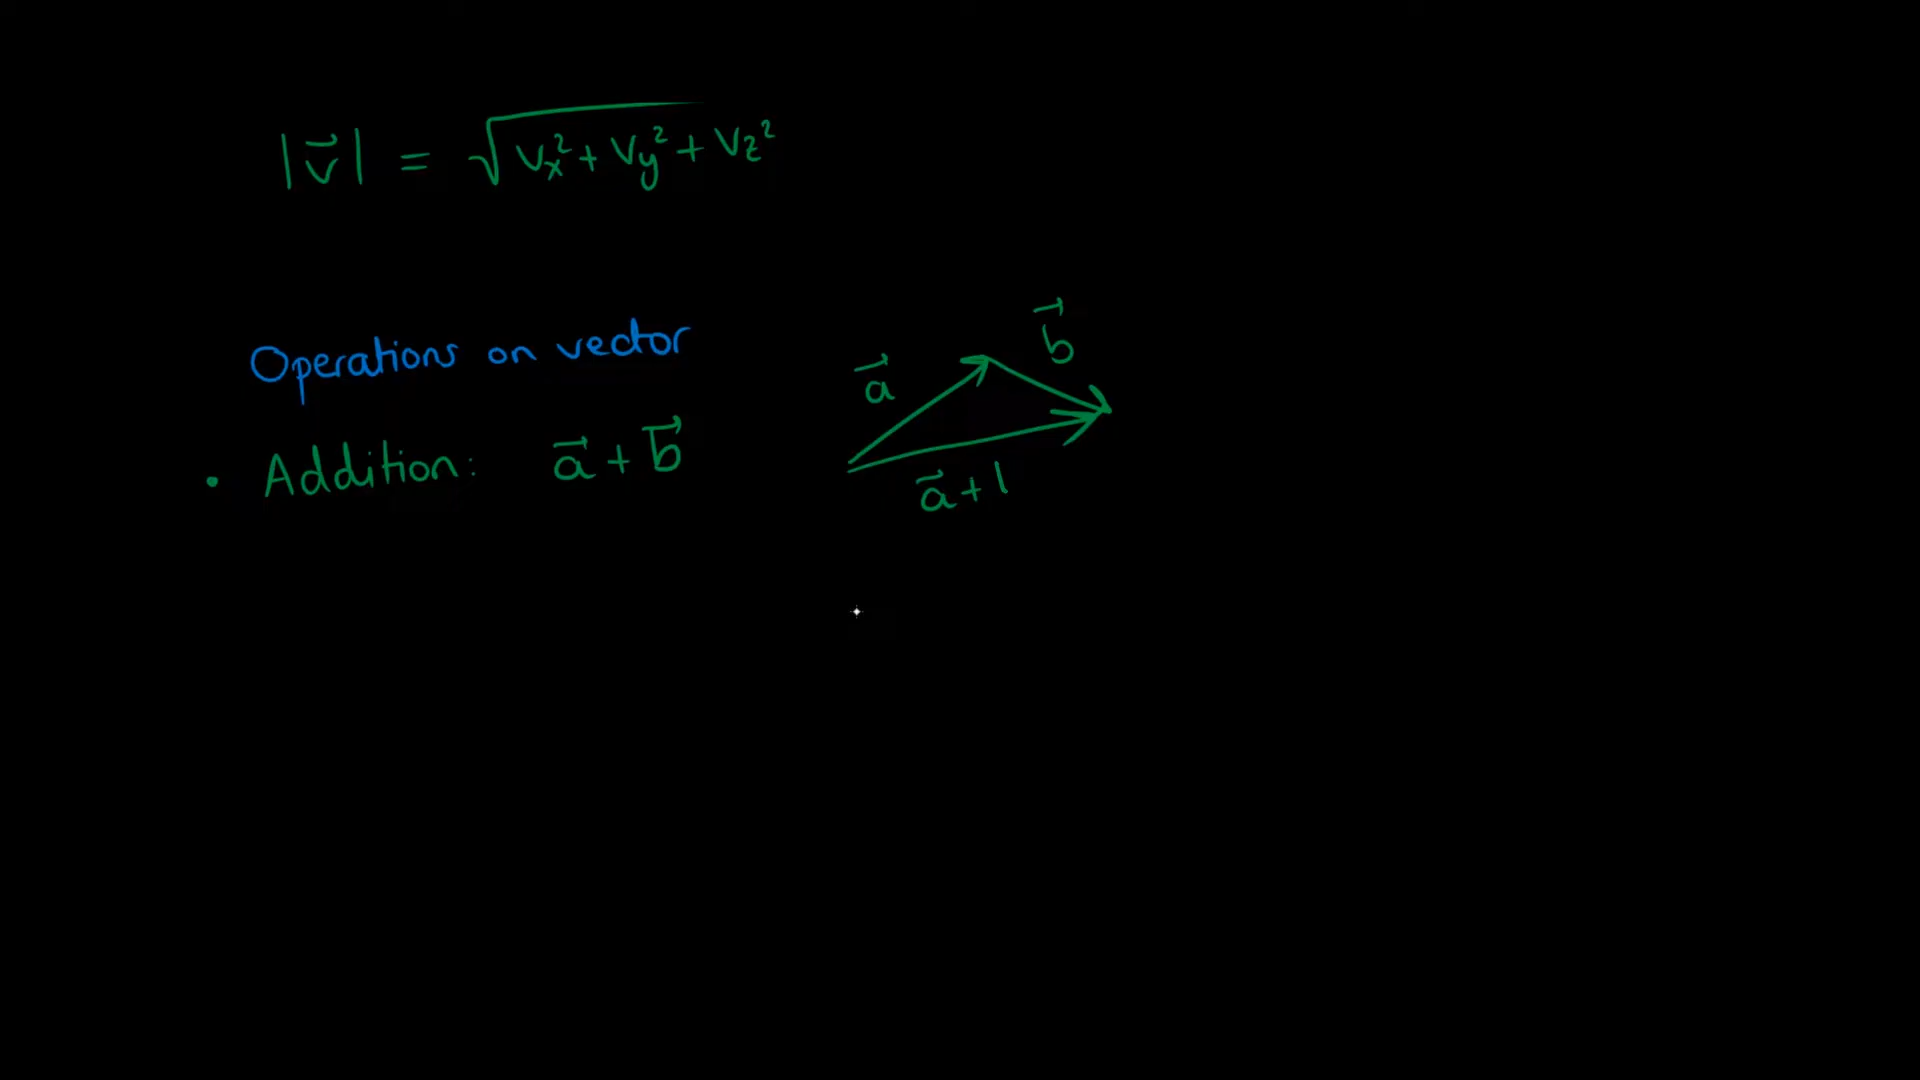 |v⃗| = √vx² + vy² + vz²
Operations on vector
• Addition: a⃗ + b⃗
a⃗
b⃗
a⃗ + l